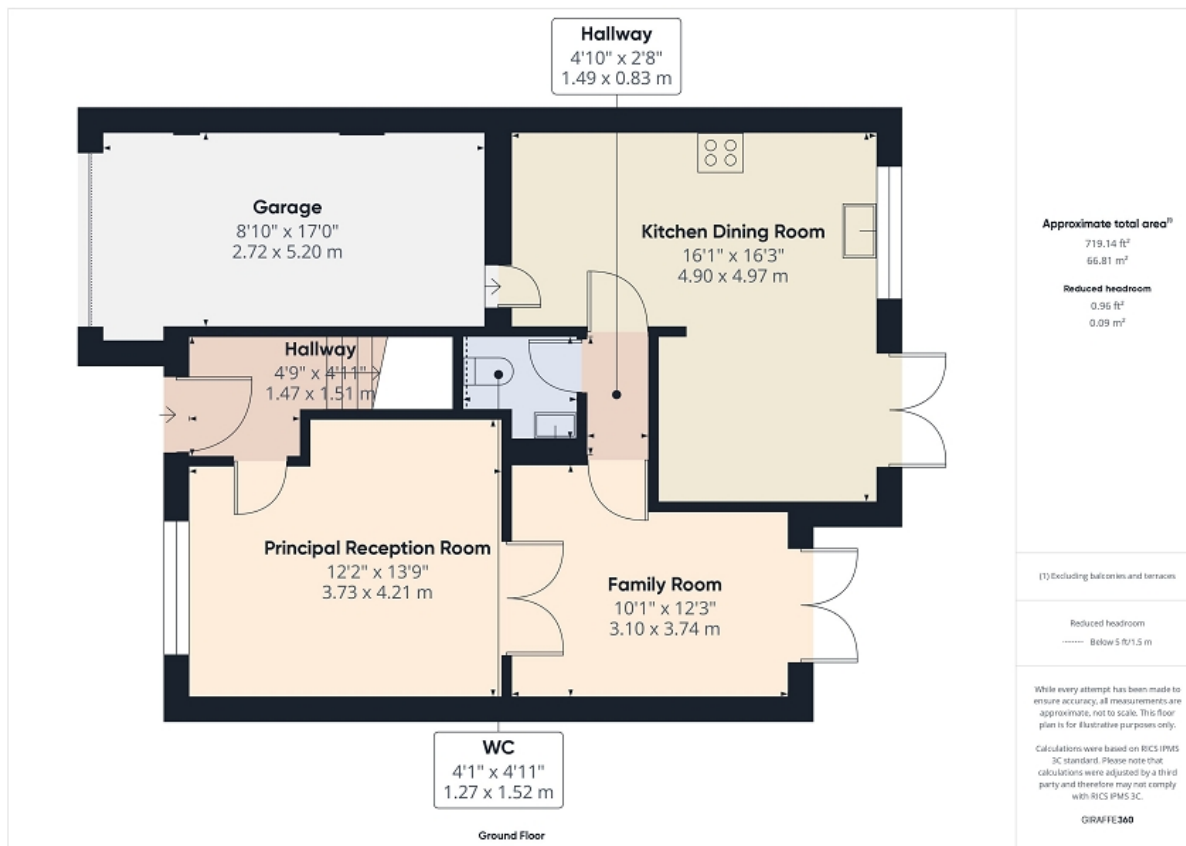 Hallway
4'10" x 2'8"
1.49 x 0.83 m
Garage
8'10" x 17'0"
2.72 x 5.20 m
Kitchen Dining Room
16'1" x 16'3"
4.90 x 4.97 m
Hallway
4'9" x 4'11"
1.47 x 1.51 m
Principal Reception Room
12'2" x 13'9"
3.73 x 4.21 m
Family Room
10'1" x 12'3"
3.10 x 3.74 m
WC
4'1" x 4'11"
1.27 x 1.52 m
Ground Floor
Approximate total area(1)
719.14 ft²
66.81 m²
Reduced headroom
0.96 ft²
0.09 m²
(1) Excluding balconies and terraces
Reduced headroom
Below 5 ft/1.5 m
While every attempt has been made to
ensure accuracy, all measurements are
approximate, not to scale. This floor
plan is for illustrative purposes only.
Calculations were based on RICS IPMS
3C standard. Please note that
calculations were adjusted by a third
party and therefore may not comply
with RICS IPMS 3C.
GIRAFFE360